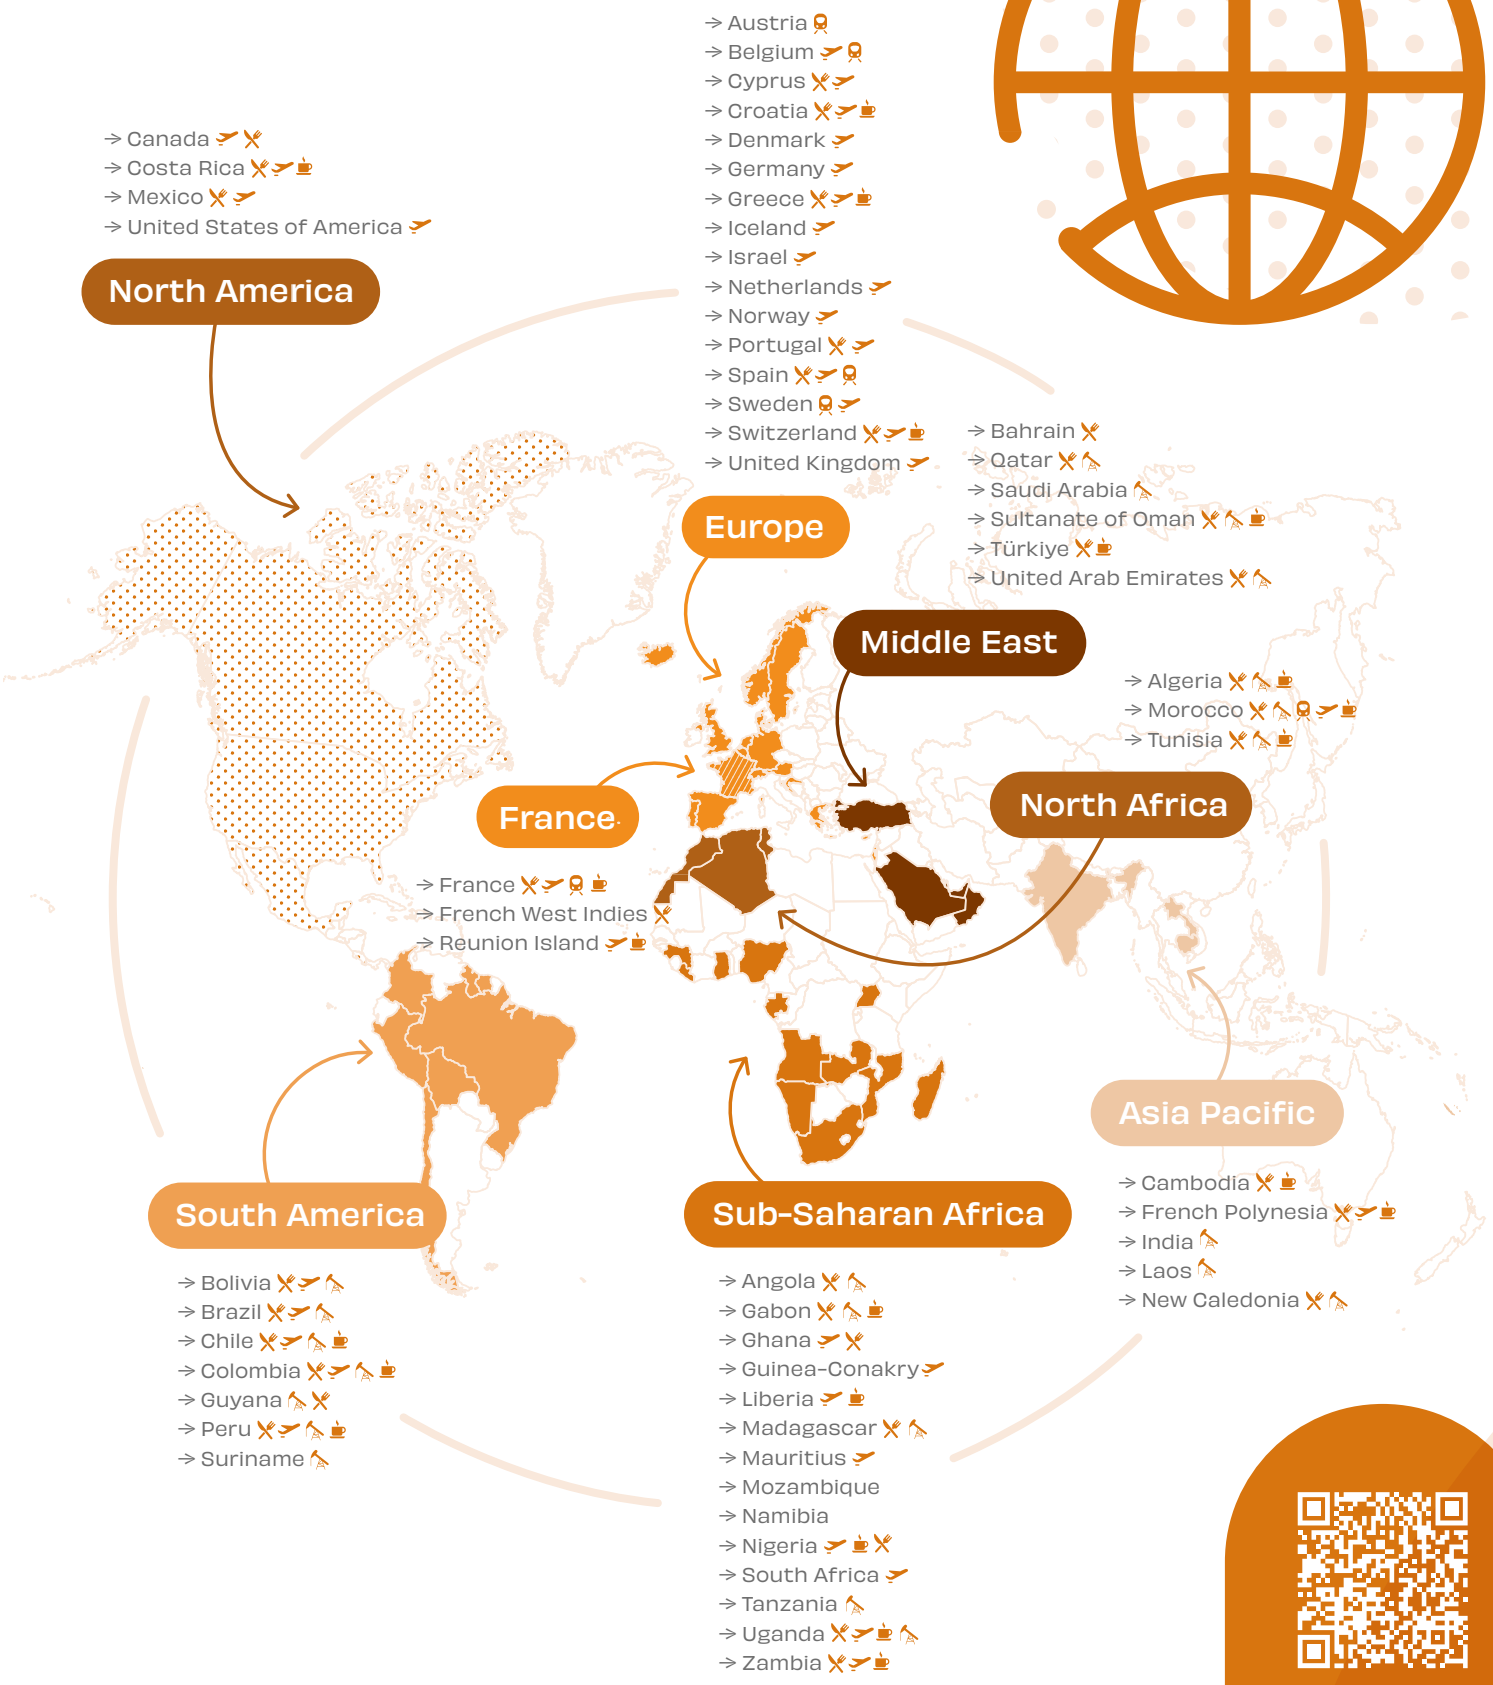 → Canada
→ Costa Rica
→ Mexico
→ United States of America
North America
→ Austria
→ Belgium
→ Cyprus
→ Croatia
→ Denmark
→ Germany
→ Greece
→ Iceland
→ Israel
→ Netherlands
→ Norway
→ Portugal
→ Spain
→ Sweden
→ Switzerland
→ United Kingdom
Europe
→ Bahrain
→ Qatar
→ Saudi Arabia
→ Sultanate of Oman
→ Türkiye
→ United Arab Emirates
Middle East
→ Algeria
→ Morocco
→ Tunisia
North Africa
France
→ France
→ French West Indies
→ Reunion Island
Asia Pacific
→ Cambodia
→ French Polynesia
→ India
→ Laos
→ New Caledonia
South America
→ Bolivia
→ Brazil
→ Chile
→ Colombia
→ Guyana
→ Peru
→ Suriname
Sub-Saharan Africa
→ Angola
→ Gabon
→ Ghana
→ Guinea-Conakry
→ Liberia
→ Madagascar
→ Mauritius
→ Mozambique
→ Namibia
→ Nigeria
→ South Africa
→ Tanzania
→ Uganda
→ Zambia